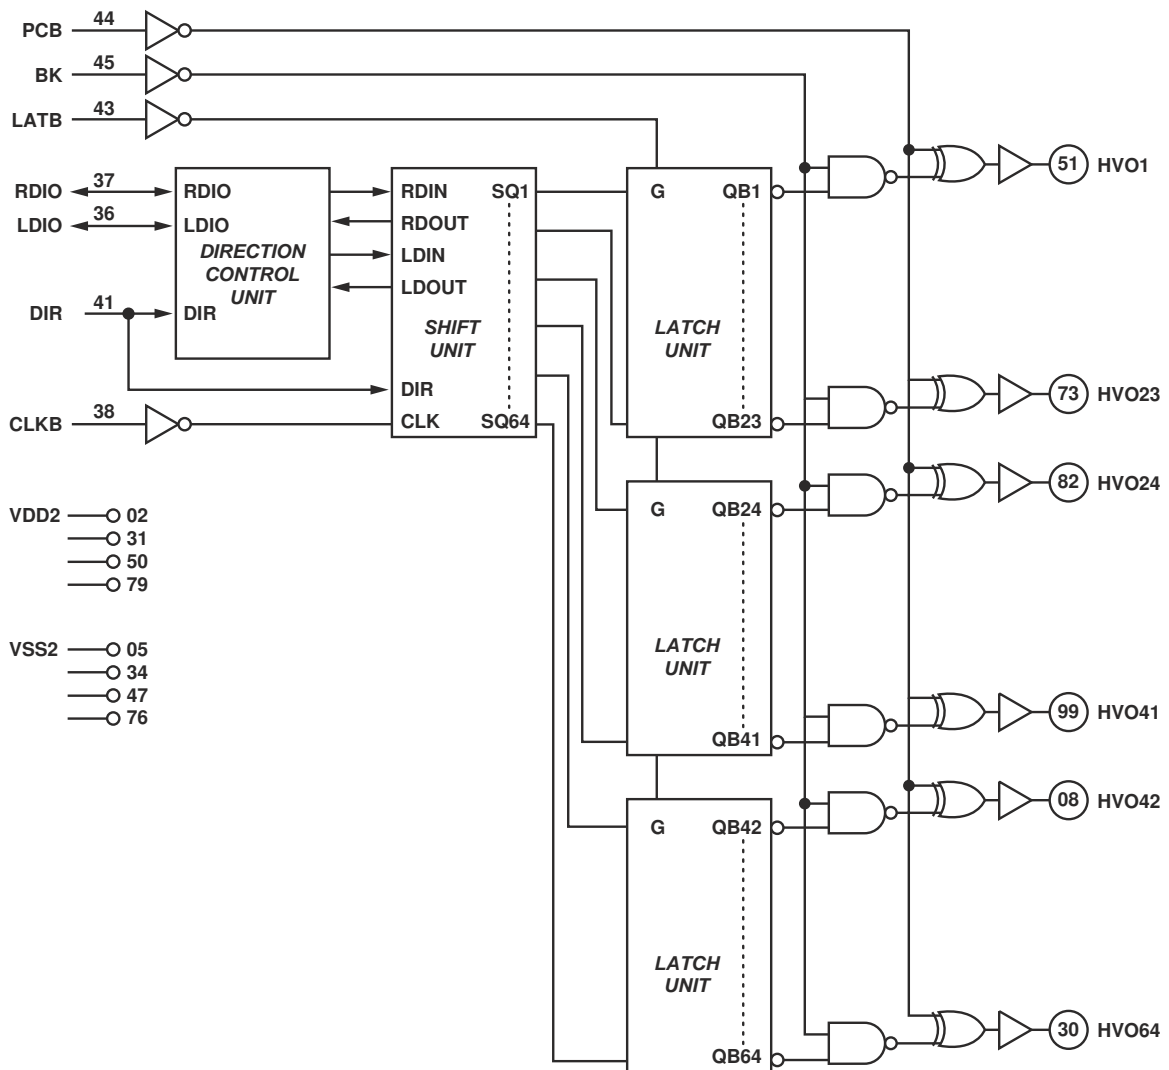 PCB 44
BK 45
LATB 43
RDIO 37
LDIO 36
DIR 41
CLKB 38
RDIO
LDIO
DIRECTION
CONTROL
UNIT
DIR
RDIN SQ1
RDOUT
LDIN
LDOUT
SHIFT
UNIT
DIR
CLK SQ64
G QB1
LATCH
UNIT
QB23
G QB24
LATCH
UNIT
QB41
G QB42
LATCH
UNIT
QB64
51 HVO1
73 HVO23
82 HVO24
99 HVO41
08 HVO42
30 HVO64
VDD2 02
31
50
79
VSS2 05
34
47
76